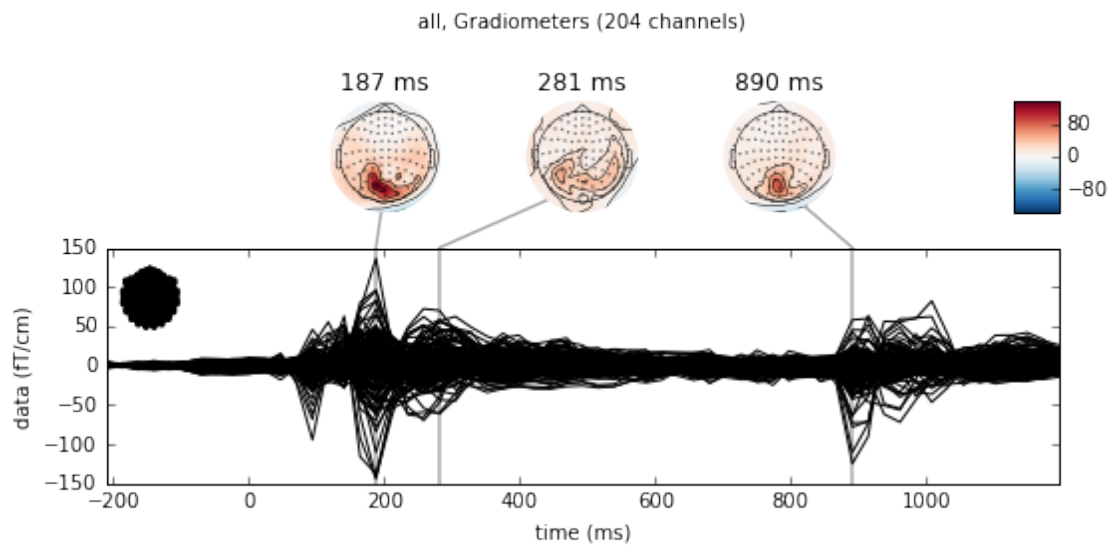 all, Gradiometers (204 channels)
187 ms
281 ms
890 ms
80
0
−80
150
100
50
0
−50
−100
−150
data (fT/cm)
−200
0
200
400
600
800
1000
time (ms)